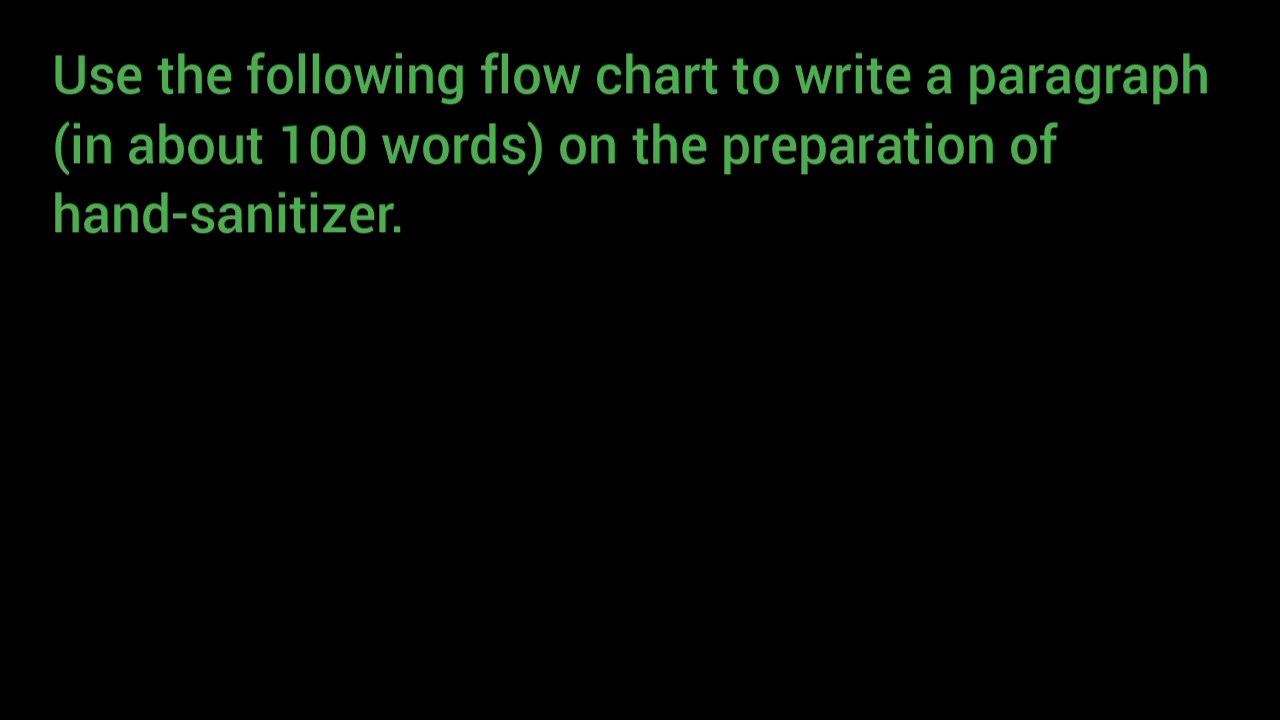 Use the following flow chart to write a paragraph
(in about 100 words) on the preparation of
hand-sanitizer.